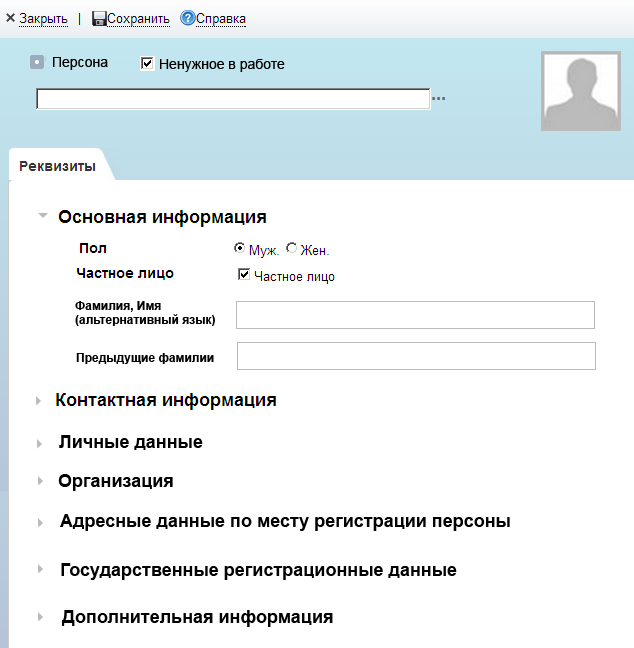 Закрыть | Сохранить Справка
Персона Ненужное в работе
...
Реквизиты
Основная информация
Пол Муж. Жен.
Частное лицо Частное лицо
Фамилия, Имя
(альтернативный язык)
Предыдущие фамилии
Контактная информация
Личные данные
Организация
Адресные данные по месту регистрации персоны
Государственные регистрационные данные
Дополнительная информация